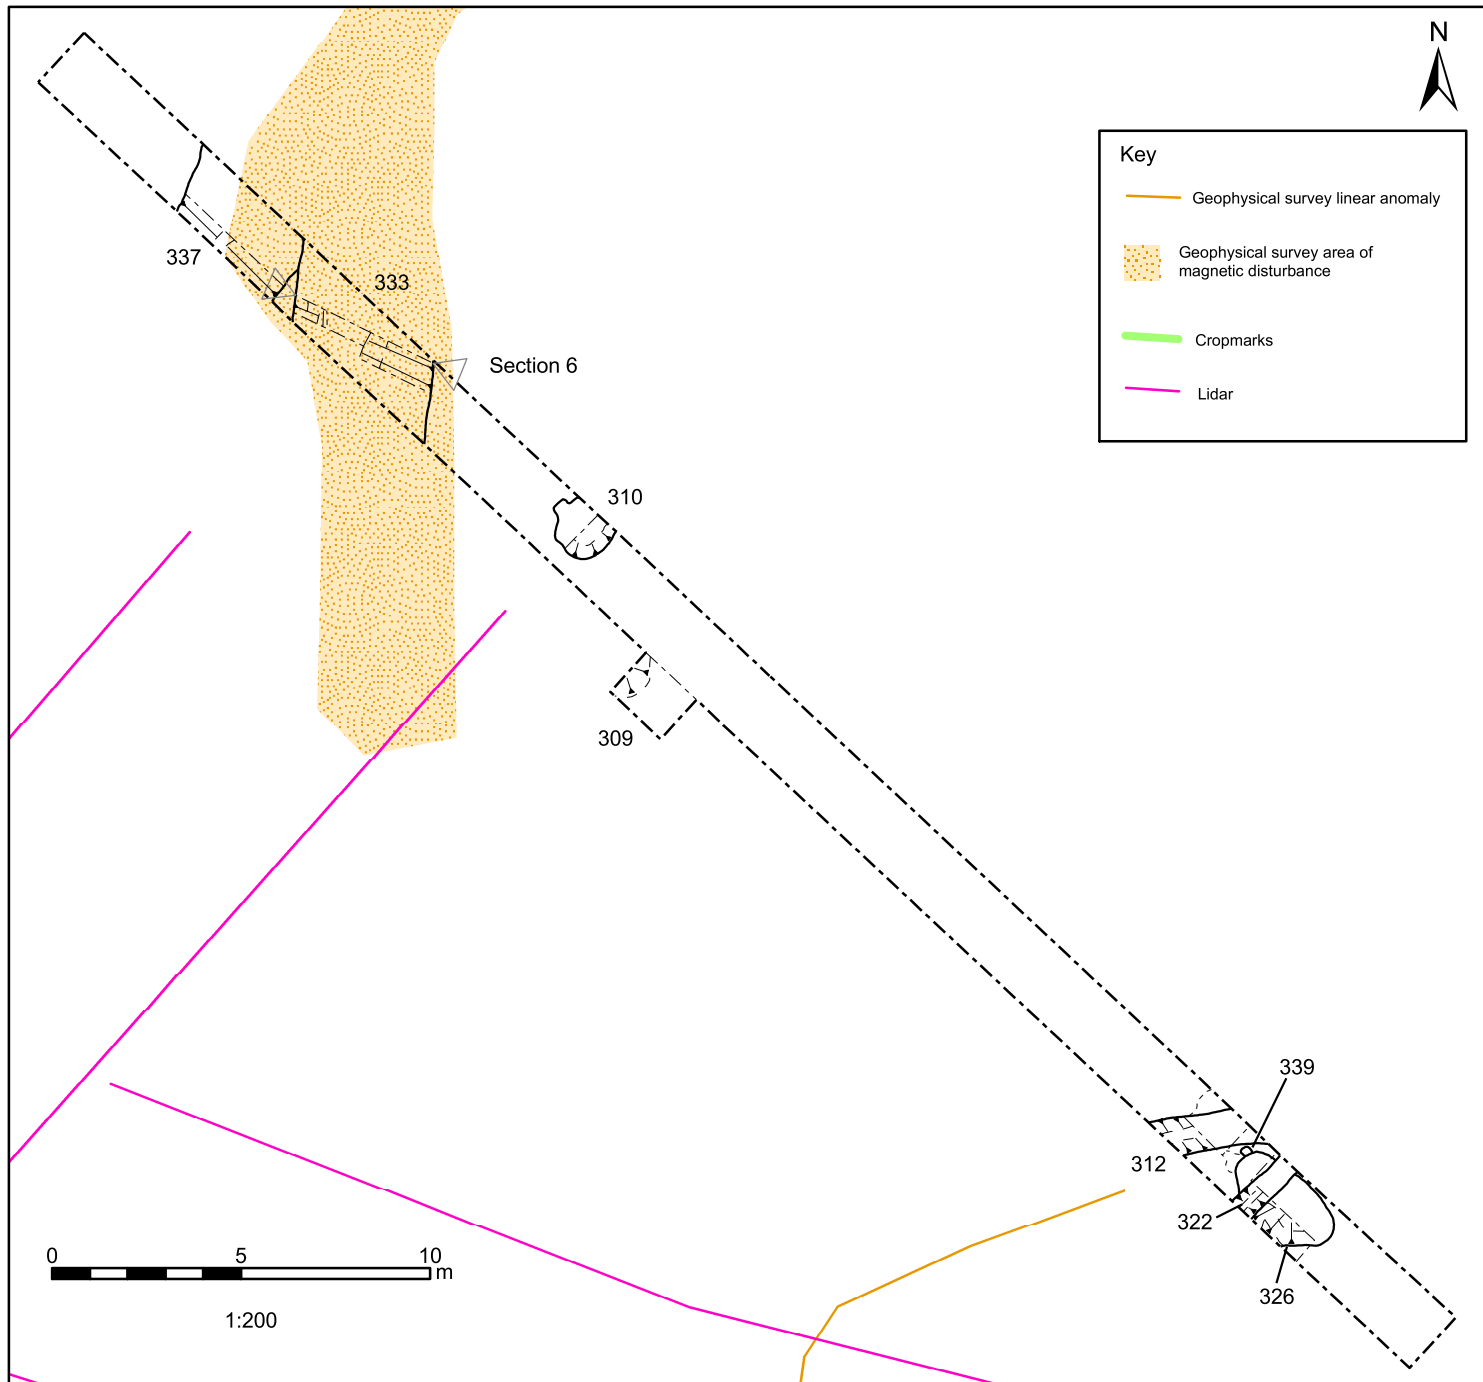 N
Key
Geophysical survey linear anomaly
Geophysical survey area of
magnetic disturbance
Cropmarks
Lidar
337
333
Section 6
310
309
339
312
322
326
0 5 10
m
1:200